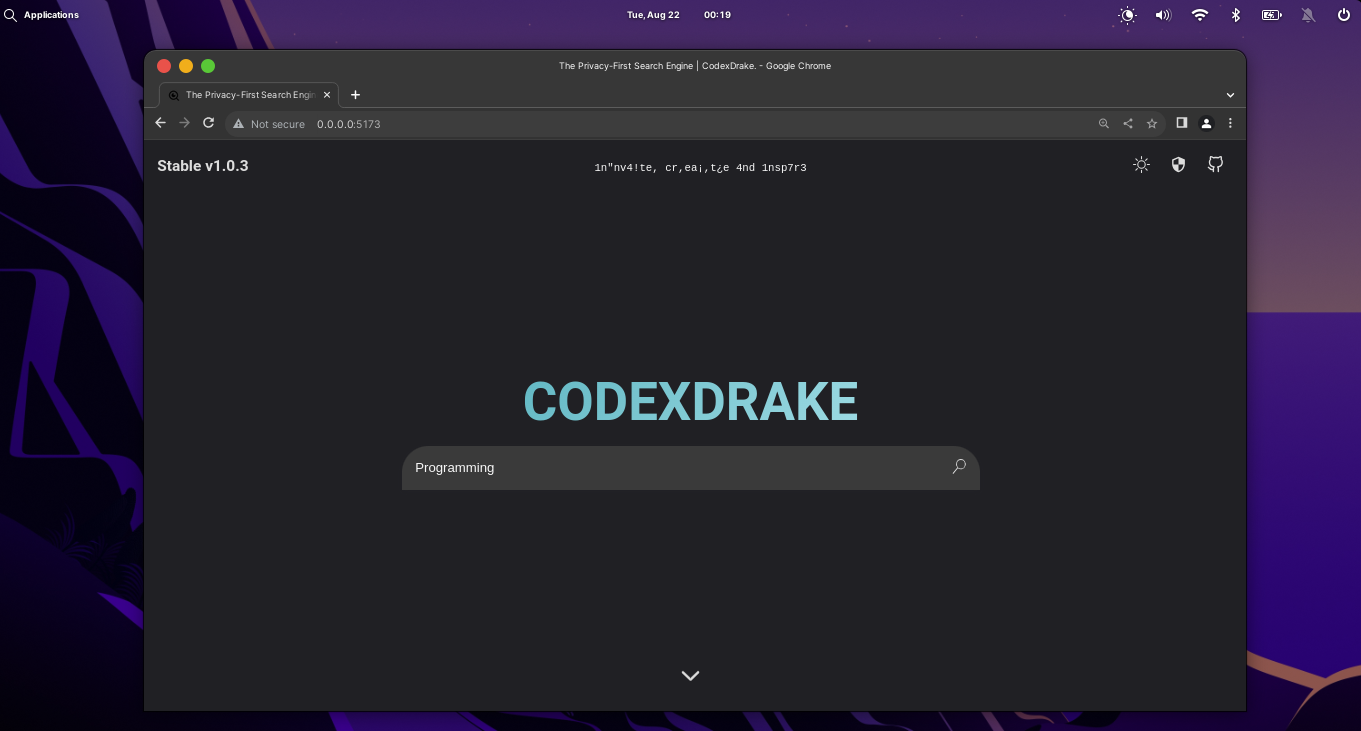 Applications
Tue, Aug 22 00:19
The Privacy-First Search Engine | CodexDrake. - Google Chrome
The Privacy-First Search Engin
Not secure 0.0.0.0:5173
Stable v1.0.3
1n"nv4!te, cr,ea¡,t¿e 4nd 1nsp7r3
CODEXDRAKE
Programming